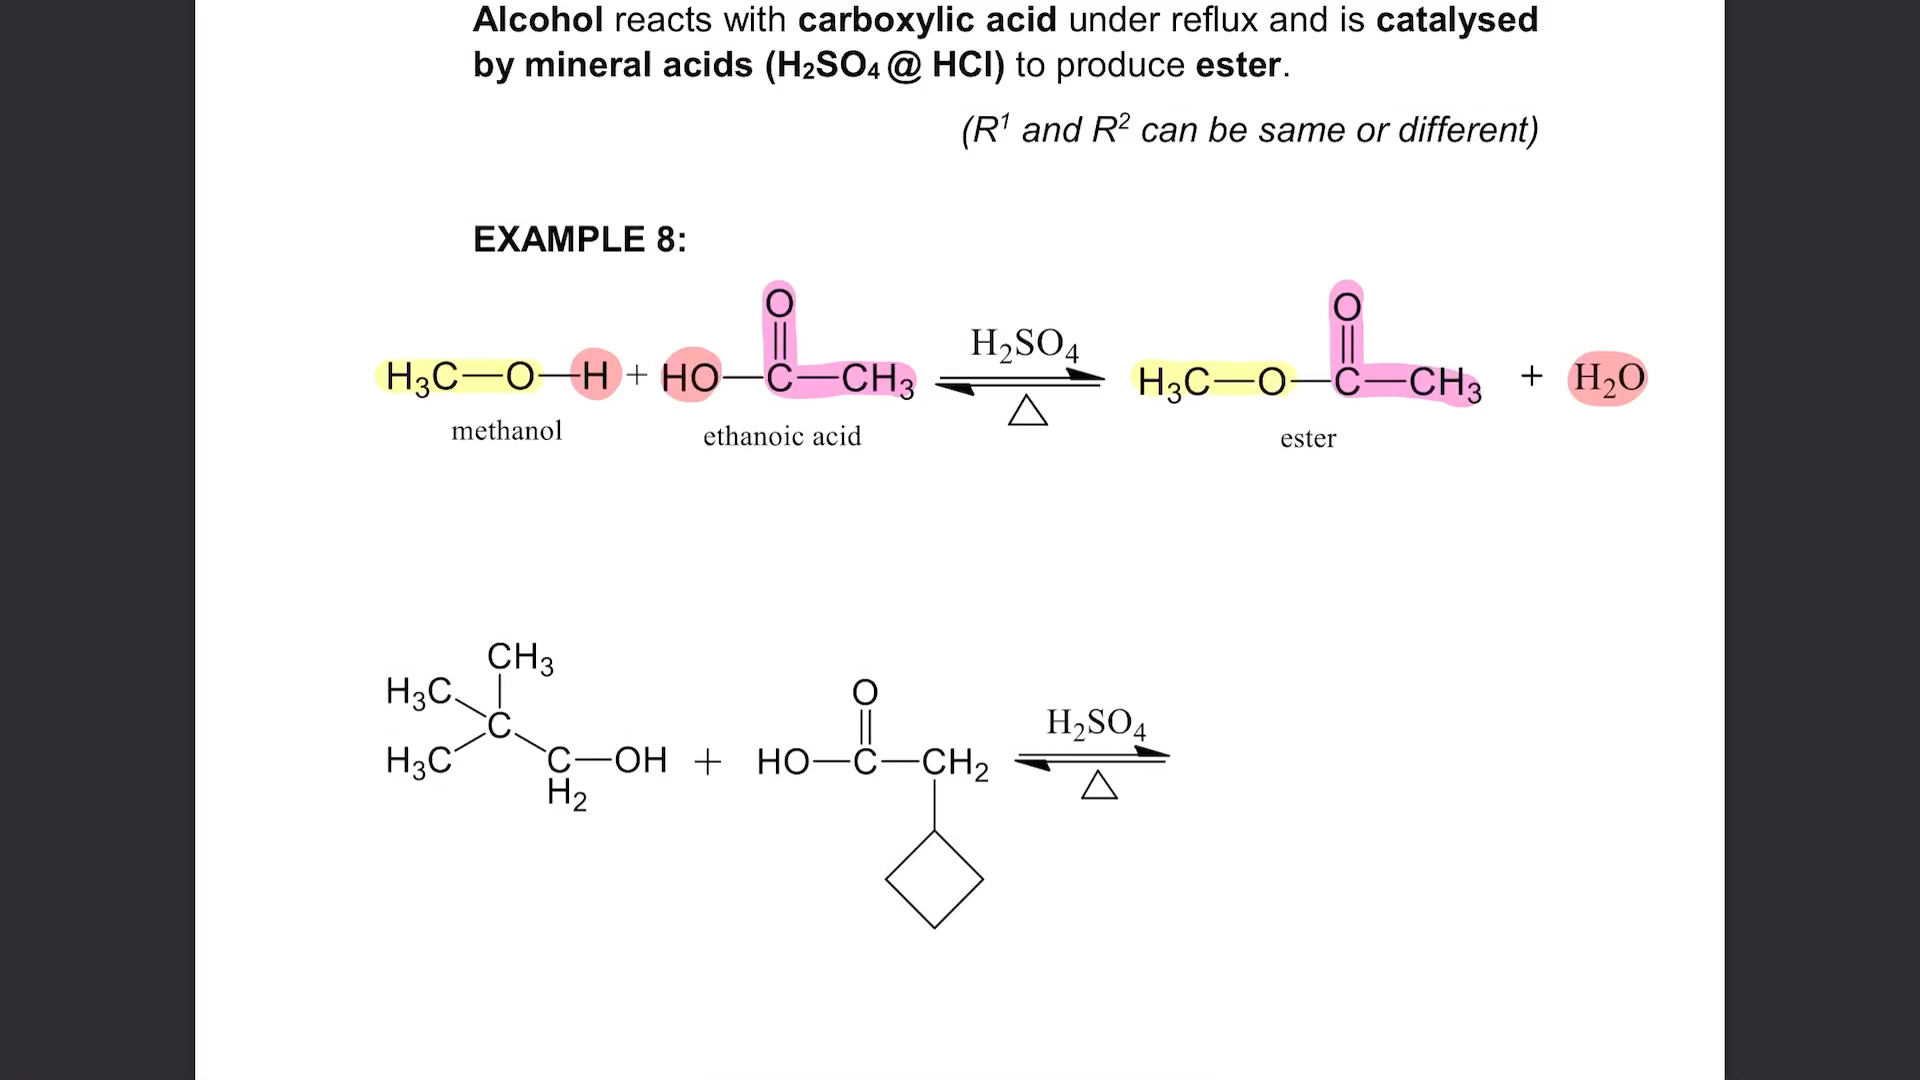 Alcohol reacts with carboxylic acid under reflux and is catalysed
by mineral acids (H₂SO₄ @ HCl) to produce ester.
(R¹ and R² can be same or different)
EXAMPLE 8:
O
H₂SO₄
O
H₃C—O—H + HO—C—CH₃
H₃C—O—C—CH₃ + H₂O
△
methanol
ethanoic acid
ester
CH₃
H₃C
O
C
H₂SO₄
H₃C
C—OH + HO—C—CH₂
H₂
△